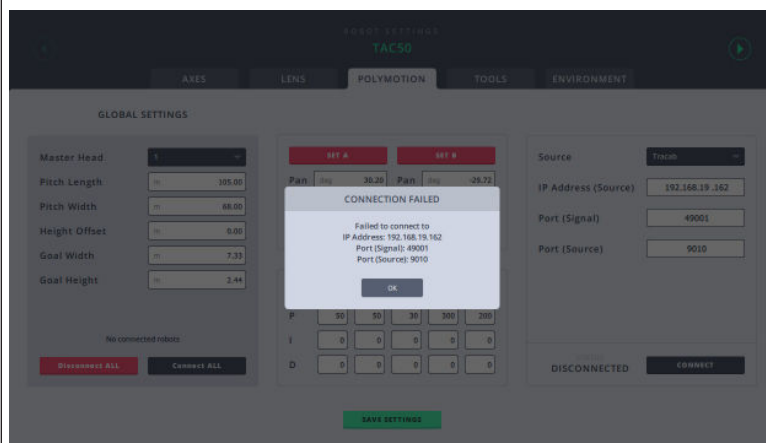 ROBOT SETTINGS
TAC50
AXES LENS POLYMOTION TOOLS ENVIRONMENT
GLOBAL SETTINGS
Master Head 1
Pitch Length m 105.00
Pitch Width m 68.00
Height Offset m 0.00
Goal Width m 7.33
Goal Height m 2.44
No connected robots
Disconnect ALL Connect ALL
SET A SET B
Pan deg 30.20 Pan deg -29.72
CONNECTION FAILED
Failed to connect to
IP Address: 192.168.19.162
Port (Signal): 49001
Port (Source): 9010
OK
P 50 50 30 300 200
I 0 0 0 0 0
D 0 0 0 0 0
Source Tracab
IP Address (Source) 192.168.19 .162
Port (Signal) 49001
Port (Source) 9010
DISCONNECTED CONNECT
SAVE SETTINGS